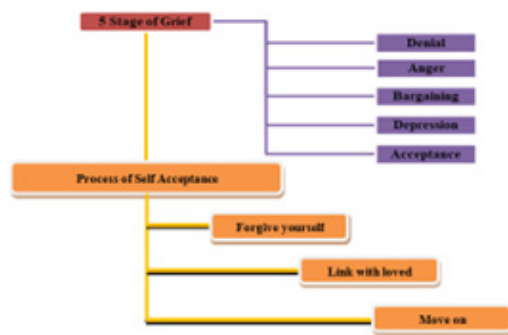 5 Stage of Grief
Denial
Anger
Bargaining
Depression
Acceptance
Process of Self Acceptance
Forgive yourself
Link with loved
Move on